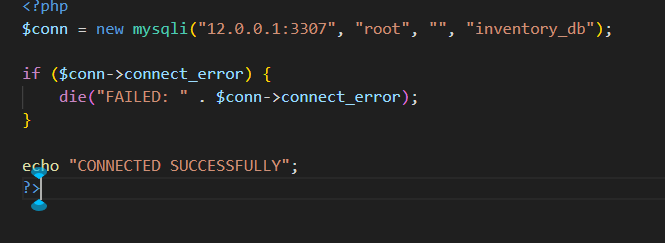 <?php
$conn = new mysqli("12.0.0.1:3307", "root", "", "inventory_db");
if ($conn->connect_error) {
die("FAILED: " . $conn->connect_error);
}
echo "CONNECTED SUCCESSFULLY";
?>